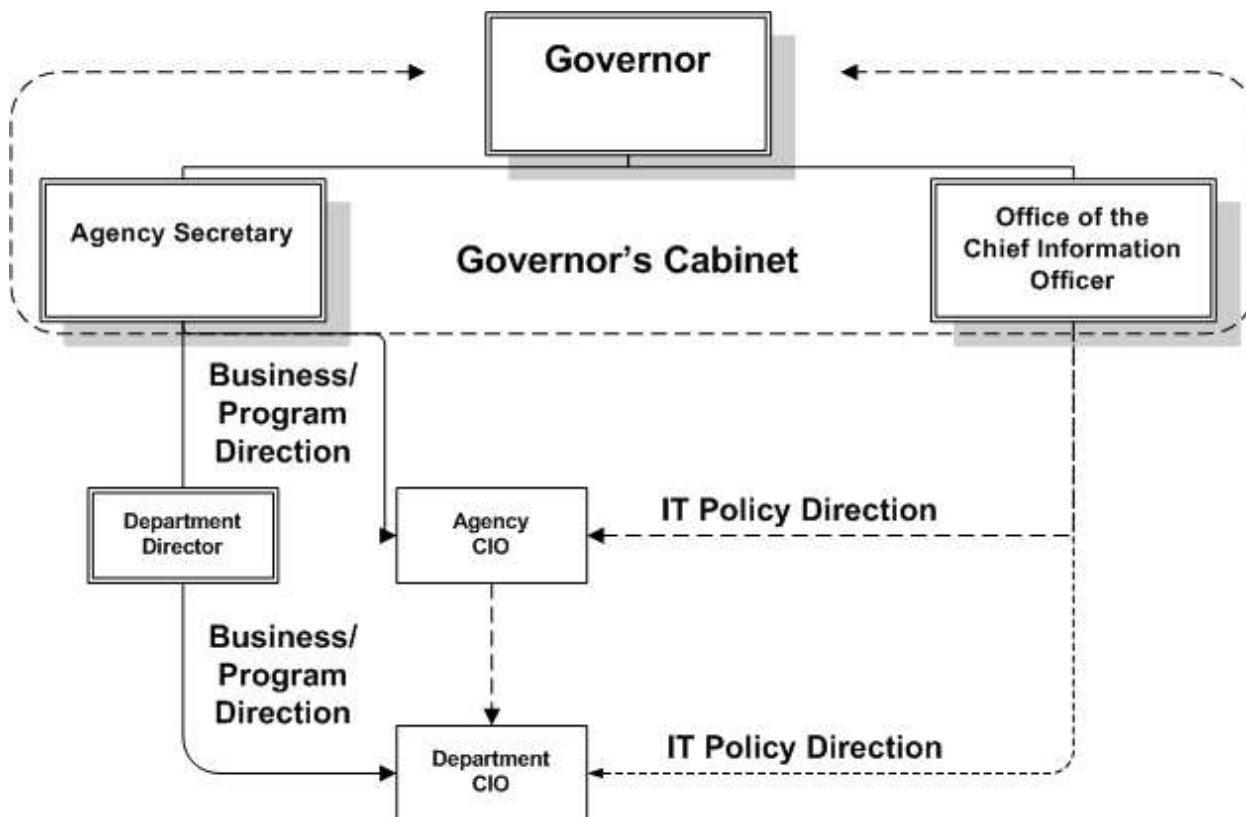 Governor
Agency Secretary
Office of the
Chief Information
Officer
Governor's Cabinet
Business/
Program
Direction
Department
Director
Agency
CIO
IT Policy Direction
Business/
Program
Direction
Department
CIO
IT Policy Direction